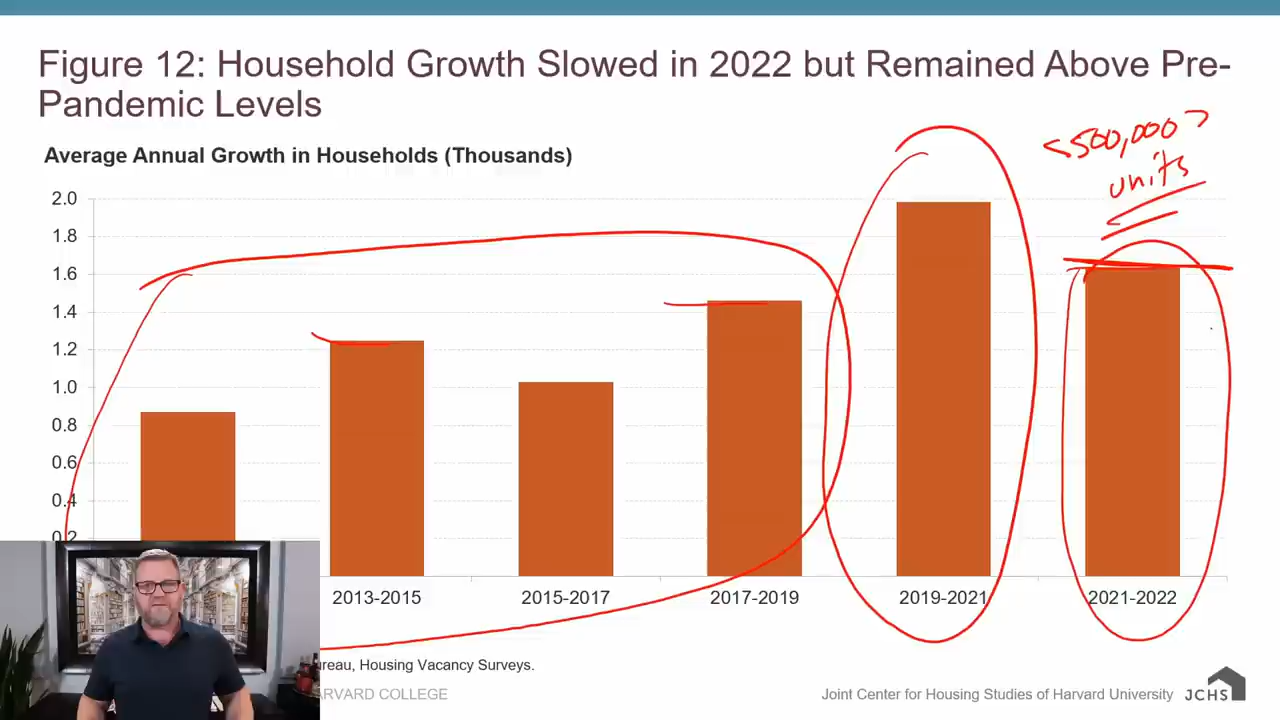 Figure 12: Household Growth Slowed in 2022 but Remained Above Pre-
Pandemic Levels
Average Annual Growth in Households (Thousands)
<500,000>
units
2.0
1.8
1.6
1.4
1.2
1.0
0.8
0.6
0.4
0.2
2013-2015
2015-2017
2017-2019
2019-2021
2021-2022
ureau, Housing Vacancy Surveys.
ARVARD COLLEGE
Joint Center for Housing Studies of Harvard University
JCHS